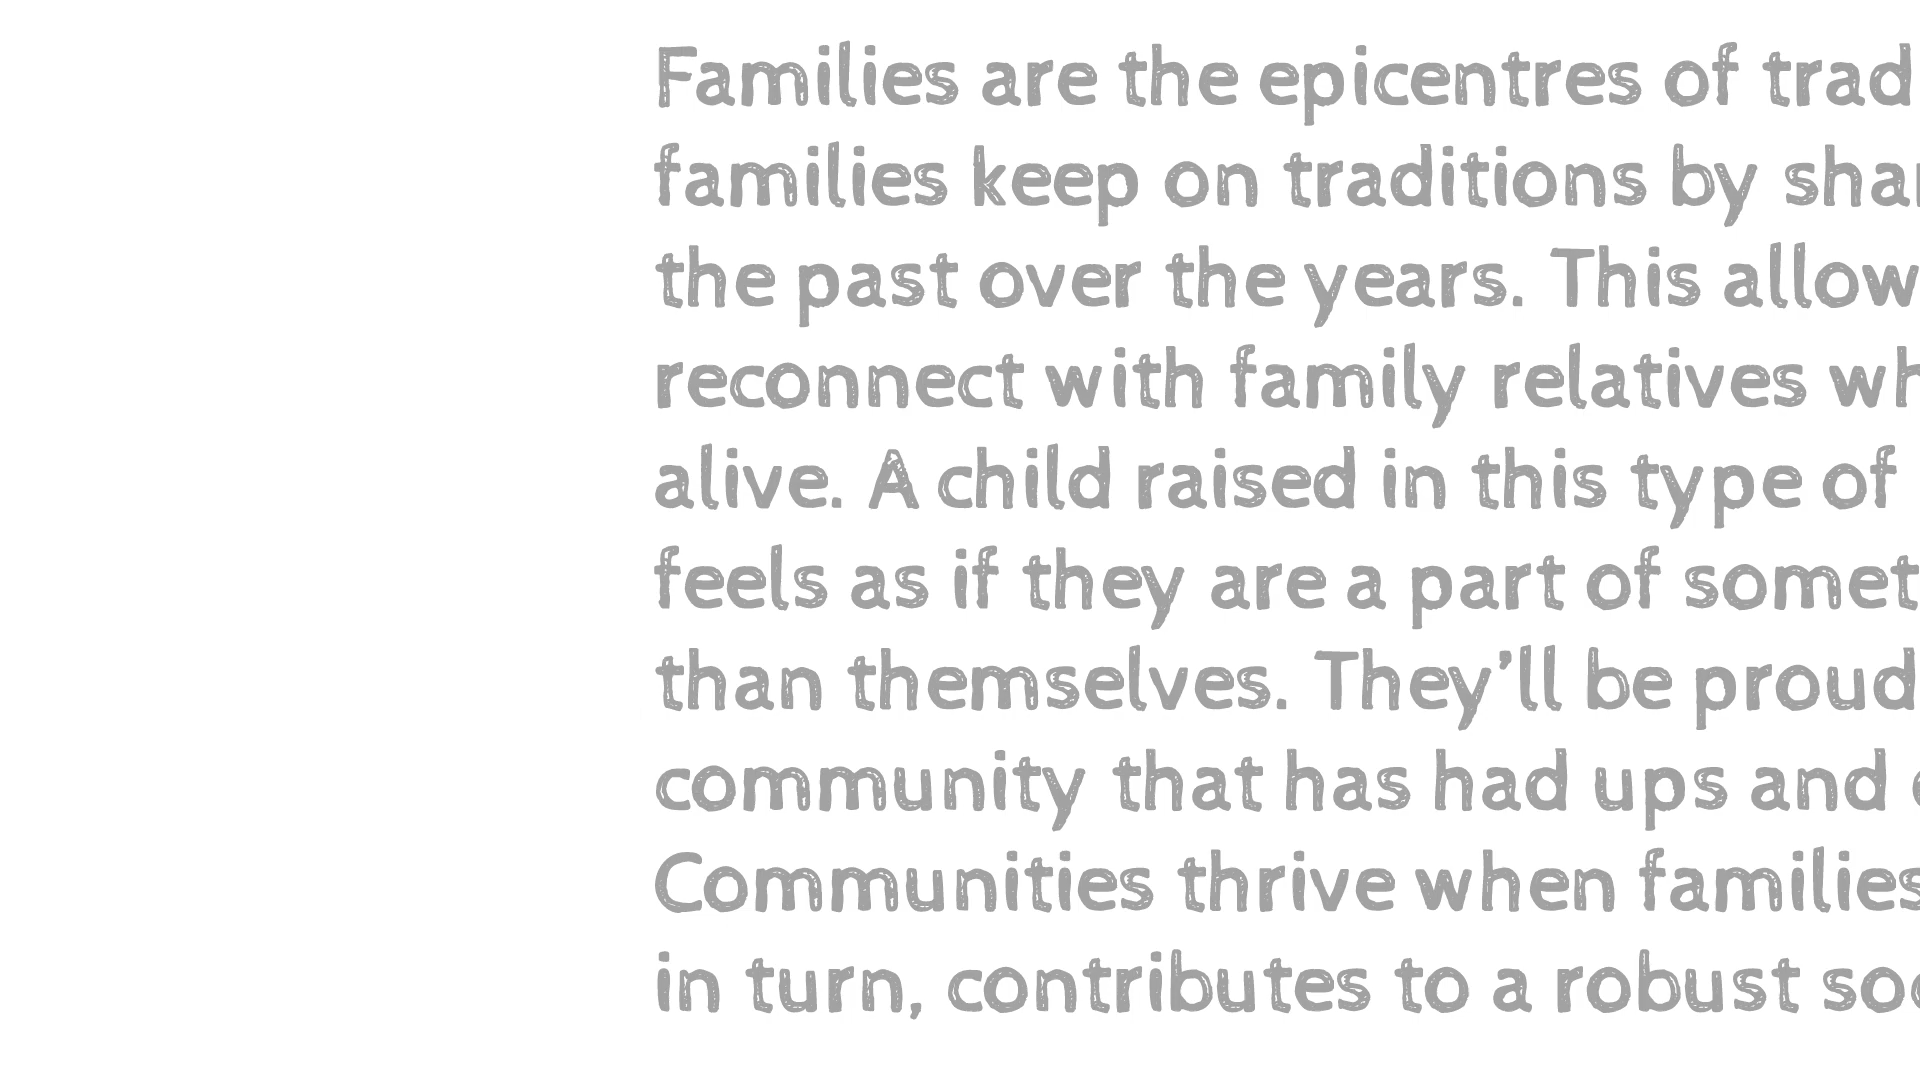 Families are the epicentres of trad
families keep on traditions by shar
the past over the years. This allow
reconnect with family relatives wh
alive. A child raised in this type of
feels as if they are a part of somet
than themselves. They’ll be proud
community that has had ups and
Communities thrive when families
in turn, contributes to a robust soc